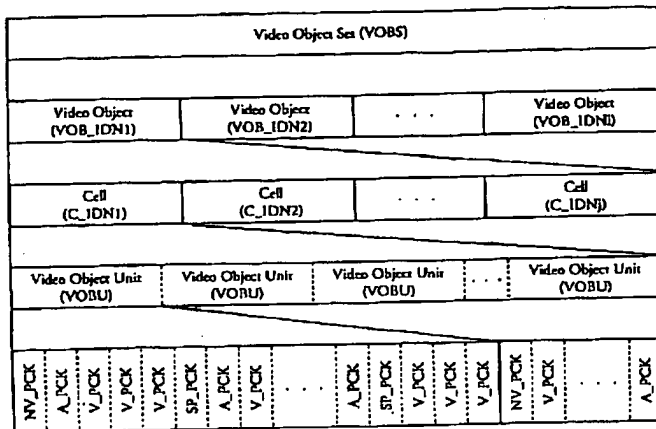 Video Object Set (VOBS)
Video Object Video Object . . . Video Object
(VOB_IDN1) (VOB_IDN2) (VOB_IDNi)
Cell Cell . . . Cell
(C_IDN1) (C_IDN2) (C_IDNj)
Video Object Unit Video Object Unit Video Object Unit . . . Video Object Unit
(VOBU) (VOBU) (VOBU) (VOBU)
NV_PCK A_PCK V_PCK V_PCK V_PCK SP_PCK A_PCK V_PCK . . . . A_PCK SP_PCK V_PCK V_PCK V_PCK NV_PCK V_PCK . . . . A_PCK